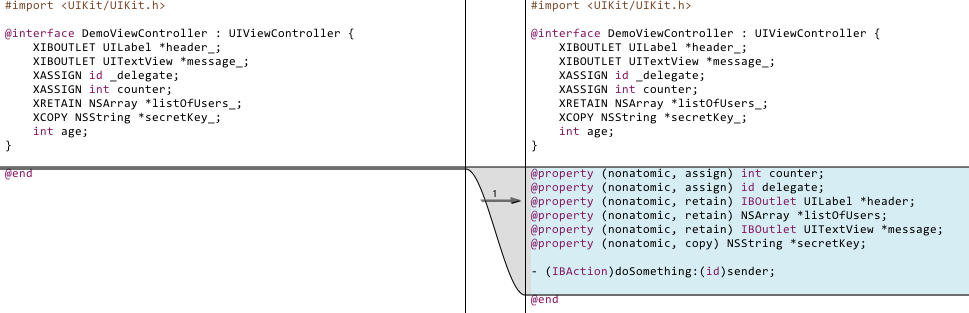 #import <UIKit/UIKit.h>
@interface DemoViewController : UIViewController {
    XIBOUTLET UILabel *header_;
    XIBOUTLET UITextView *message_;
    XASSIGN id _delegate;
    XASSIGN int counter;
    XRETAIN NSArray *listOfUsers_;
    XCOPY NSString *secretKey_;
    int age;
}
@end
1
#import <UIKit/UIKit.h>
@interface DemoViewController : UIViewController {
    XIBOUTLET UILabel *header_;
    XIBOUTLET UITextView *message_;
    XASSIGN id _delegate;
    XASSIGN int counter;
    XRETAIN NSArray *listOfUsers_;
    XCOPY NSString *secretKey_;
    int age;
}
@property (nonatomic, assign) int counter;
@property (nonatomic, assign) id delegate;
@property (nonatomic, retain) IBOutlet UILabel *header;
@property (nonatomic, retain) NSArray *listOfUsers;
@property (nonatomic, retain) IBOutlet UITextView *message;
@property (nonatomic, copy) NSString *secretKey;
- (IBAction)doSomething:(id)sender;
@end